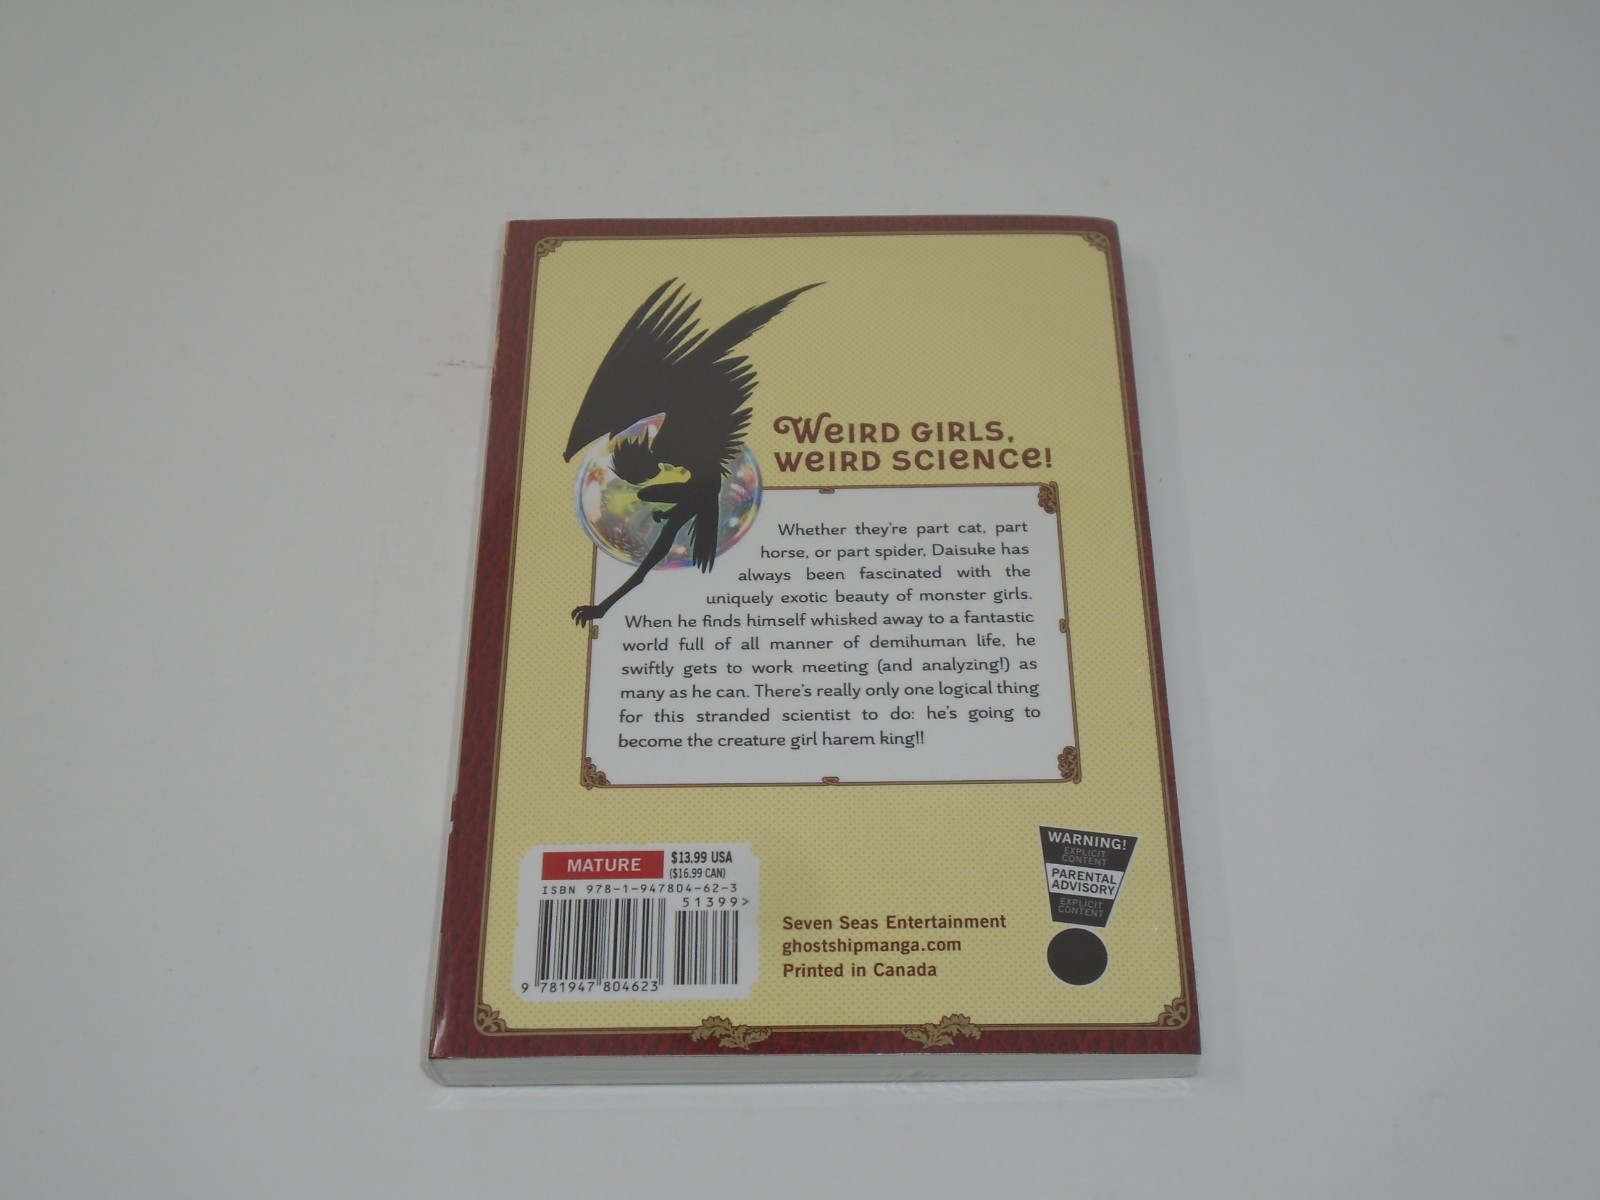 Weird girls,
weird science!
Whether they're part cat, part
horse, or part spider, Daisuke has
always been fascinated with the
uniquely exotic beauty of monster girls.
When he finds himself whisked away to a fantastic
world full of all manner of demihuman life, he
swiftly gets to work meeting (and analyzing!) as
many as he can. There's really only one logical thing
for this stranded scientist to do: he's going to
become the creature girl harem king!!
MATURE
$13.99 USA
($16.99 CAN)
ISBN 978-1-947804-62-3
51399>
9 781947 804623
Seven Seas Entertainment
ghostshipmanga.com
Printed in Canada
WARNING!
EXPLICIT
CONTENT
PARENTAL
ADVISORY
EXPLICIT
CONTENT